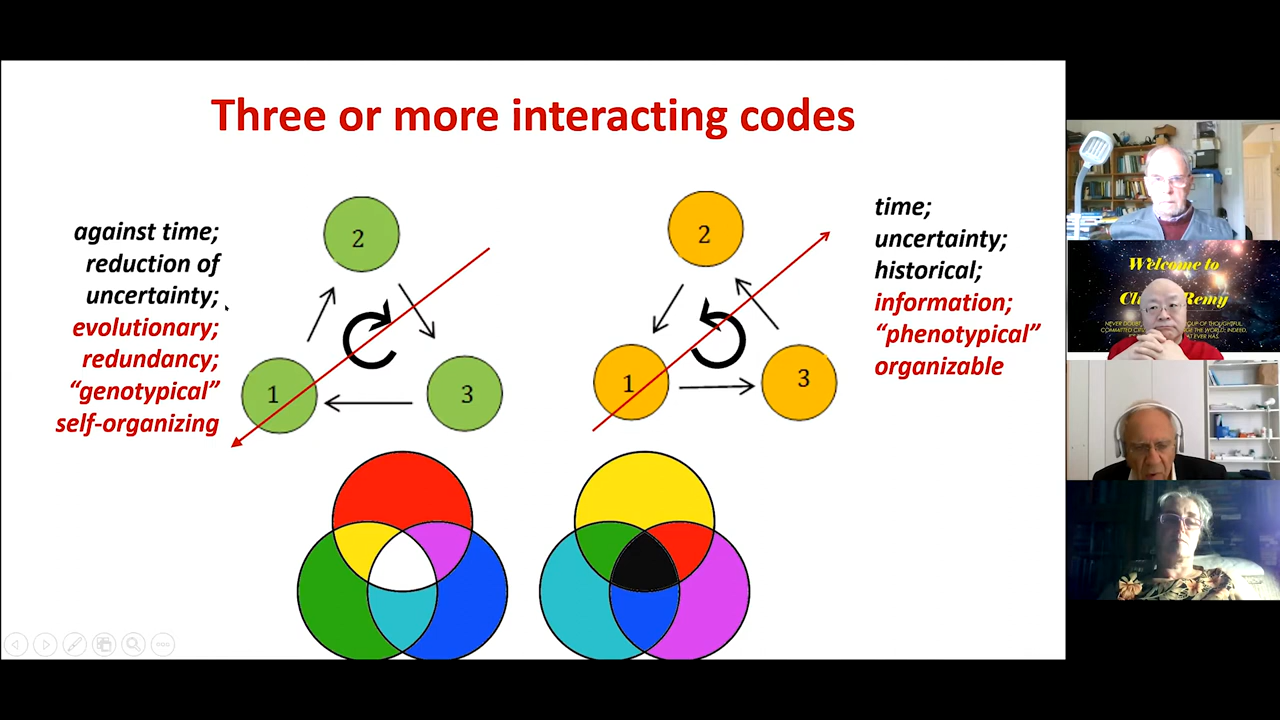 Three or more interacting codes
against time;
reduction of
uncertainty;
evolutionary;
redundancy;
“genotypical”
self-organizing
2
1
3
2
1
3
time;
uncertainty;
historical;
information;
“phenotypical”
organizable
Welcome to
Remy